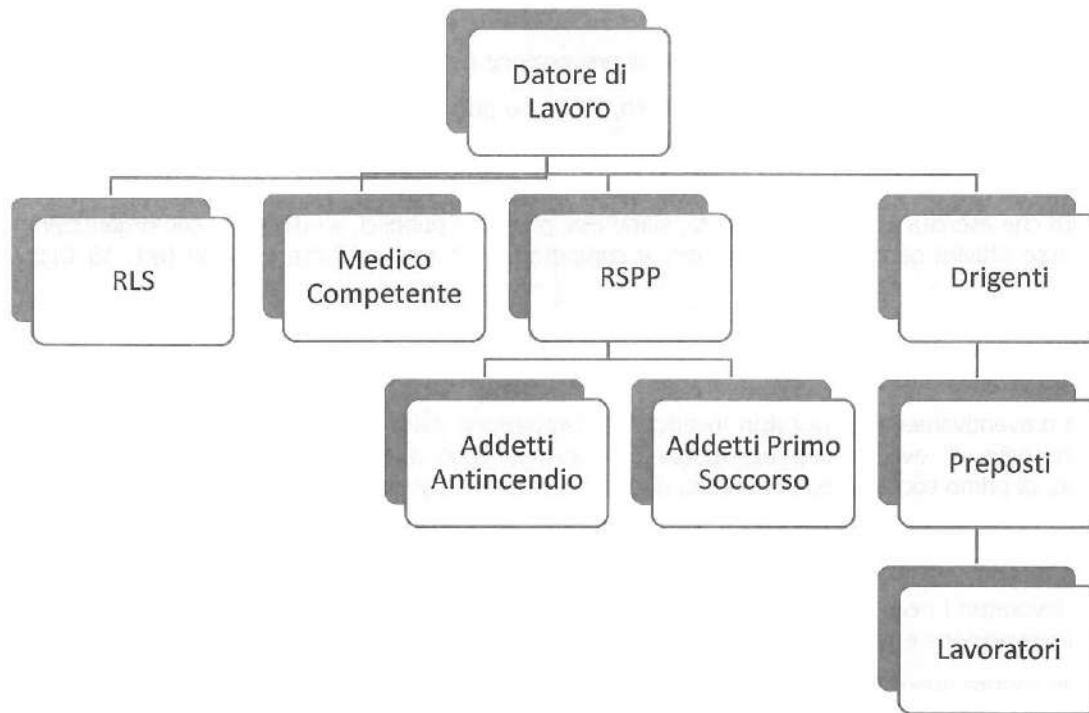 Datore di
Lavoro
RLS
Medico
Competente
RSPP
Drigenti
Addetti
Antincendio
Addetti Primo
Soccorso
Preposti
Lavoratori